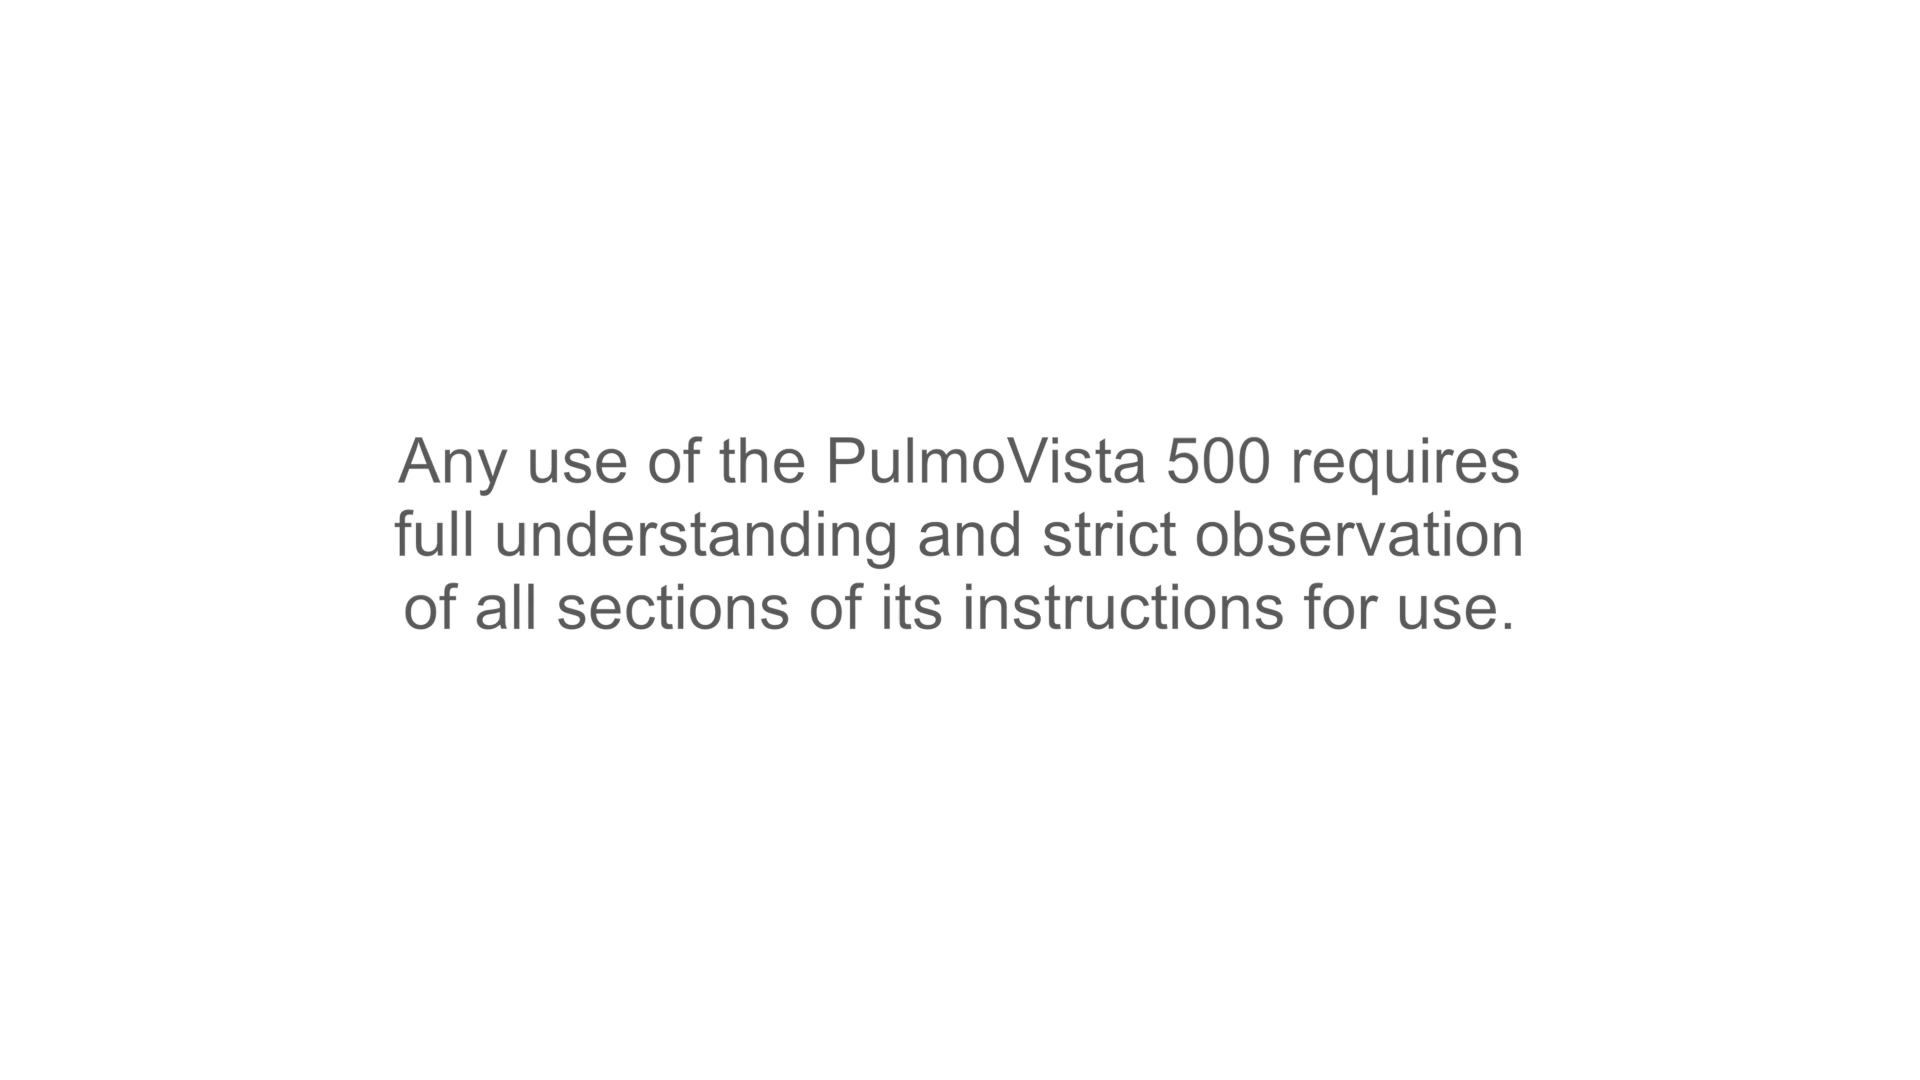 Any use of the PulmoVista 500 requires
full understanding and strict observation
of all sections of its instructions for use.